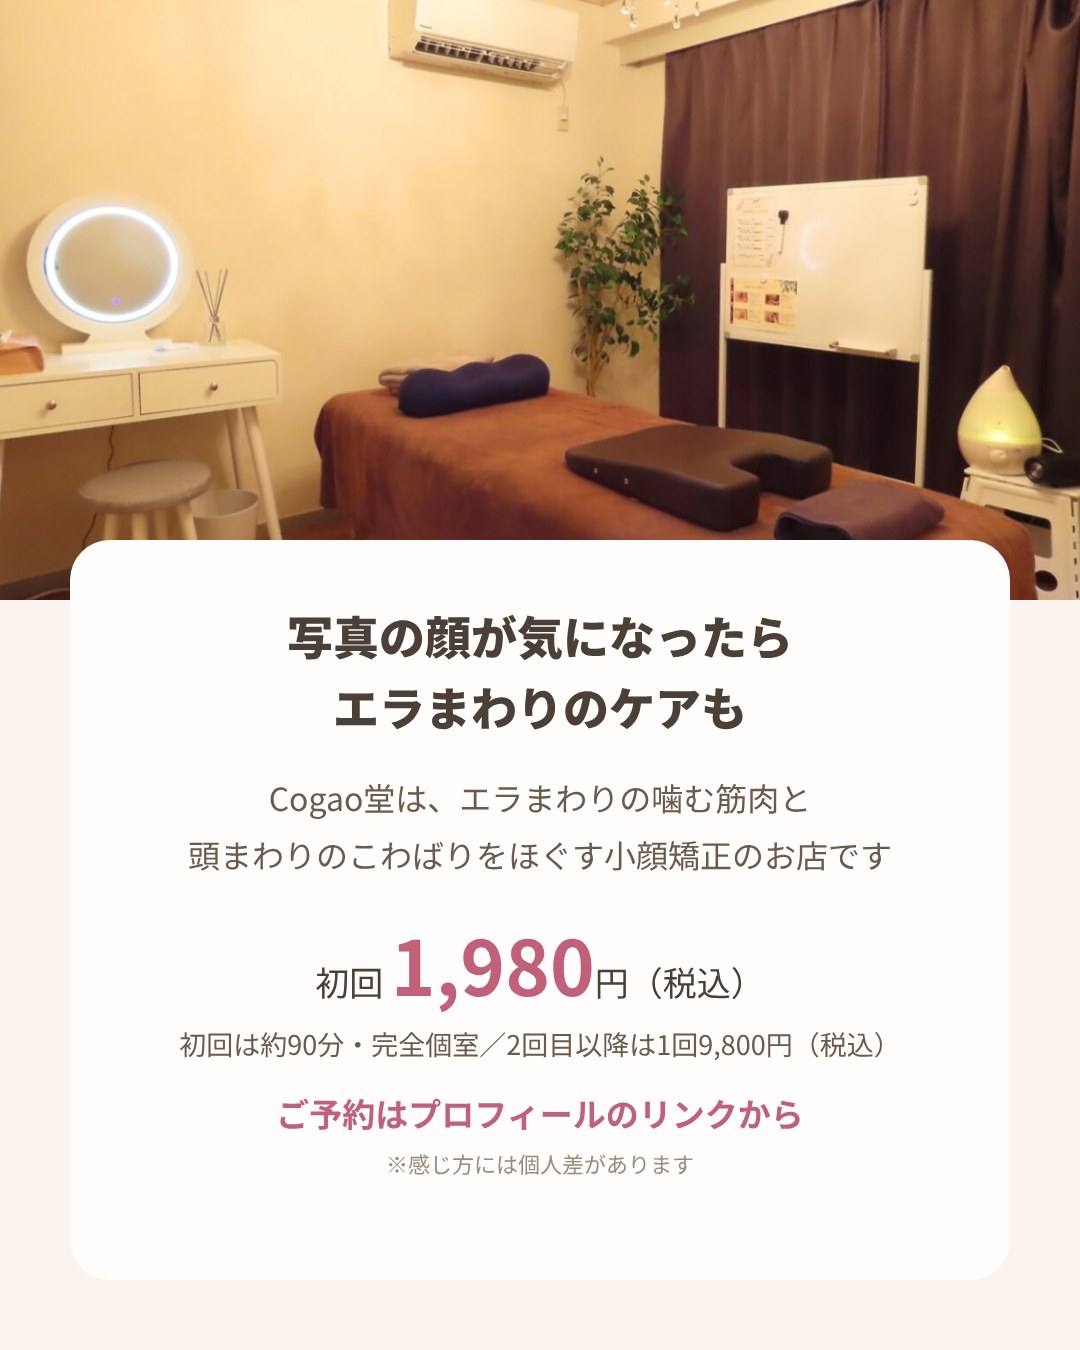 写真の顔が気になったら
エラまわりのケアも
Cogao堂は、エラまわりの噛む筋肉と
頭まわりのこわばりをほぐす小顔矯正のお店です
初回 1,980円（税込）
初回は約90分・完全個室／2回目以降は1回9,800円（税込）
ご予約はプロフィールのリンクから
※感じ方には個人差があります